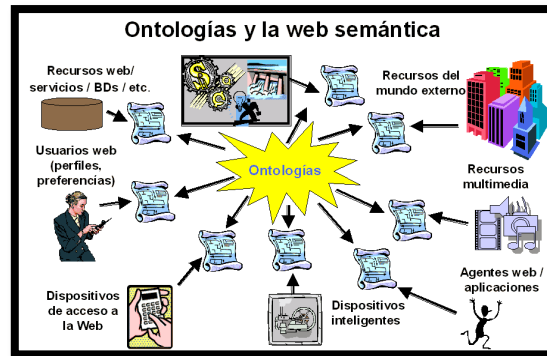 Ontologías y la web semántica
Recursos web/
servicios / BDs / etc.
Recursos del
mundo externo
Usuarios web
(perfiles,
preferencias)
Ontologías
Recursos
multimedia
Dispositivos
de acceso a
la Web
Dispositivos
inteligentes
Agentes web /
aplicaciones